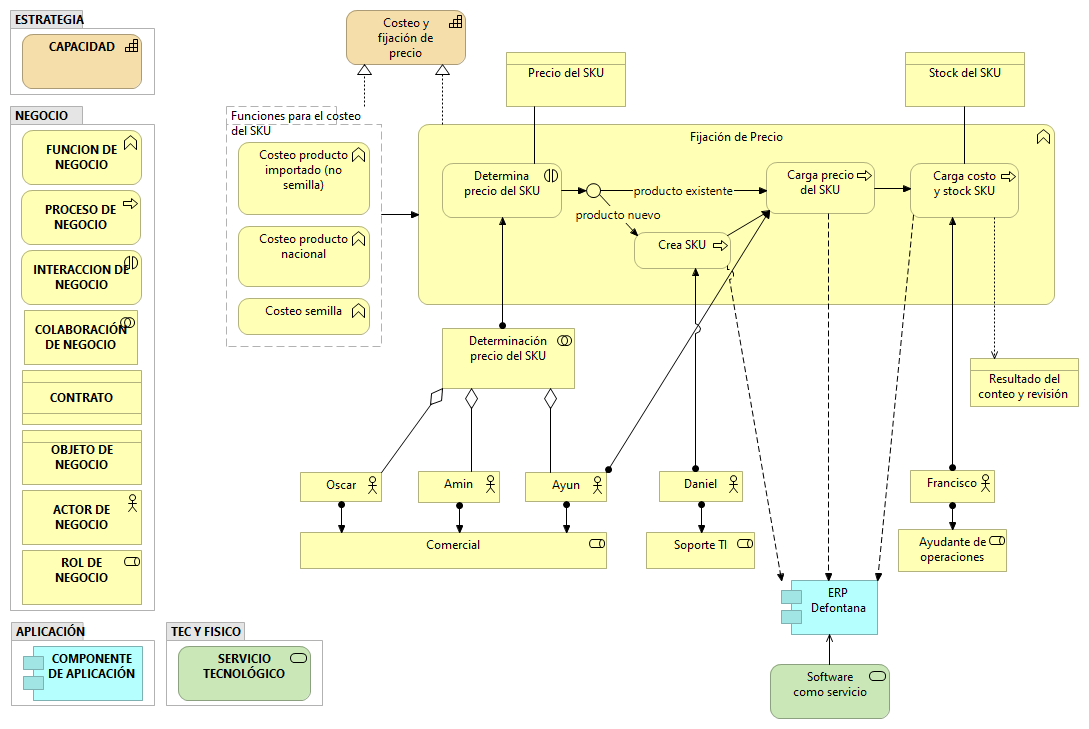 ESTRATEGIA
CAPACIDAD
NEGOCIO
FUNCION DE
NEGOCIO
PROCESO DE
NEGOCIO
INTERACCION DE
NEGOCIO
COLABORACIÓN
DE NEGOCIO
CONTRATO
OBJETO DE
NEGOCIO
ACTOR DE
NEGOCIO
ROL DE
NEGOCIO
APLICACIÓN
COMPONENTE
DE APLICACIÓN
TEC Y FISICO
SERVICIO
TECNOLÓGICO
Costeo y
fijación de
precio
Precio del SKU
Stock del SKU
Funciones para el costeo
del SKU
Costeo producto
importado (no
semilla)
Costeo producto
nacional
Costeo semilla
Fijación de Precio
Determina
precio del SKU
producto existente
producto nuevo
Crea SKU
Carga precio
del SKU
Carga costo
y stock SKU
Determinación
precio del SKU
Resultado del
conteo y revisión
Oscar
Amin
Ayun
Daniel
Francisco
Comercial
Soporte TI
Ayudante de
operaciones
ERP
Defontana
Software
como servicio